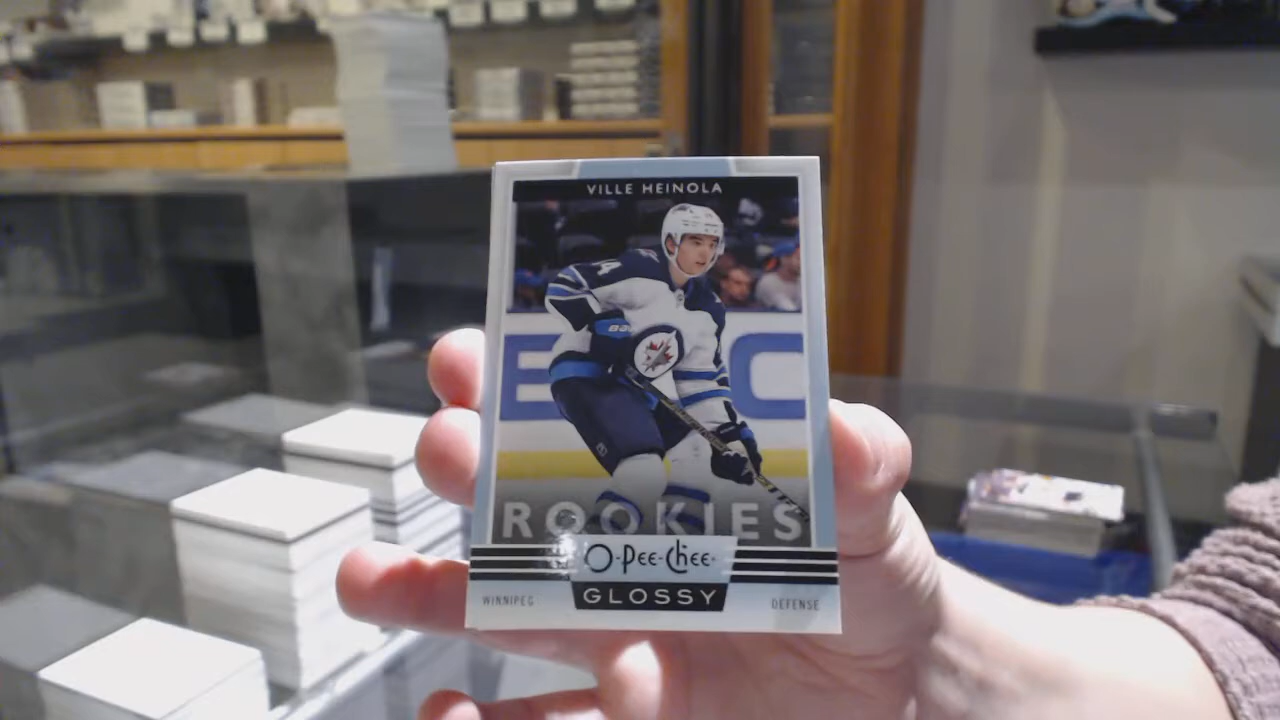 VILLE HEINOLA
ROOKIES
O-Pee-Chee
GLOSSY
WINNIPEG
DEFENSE